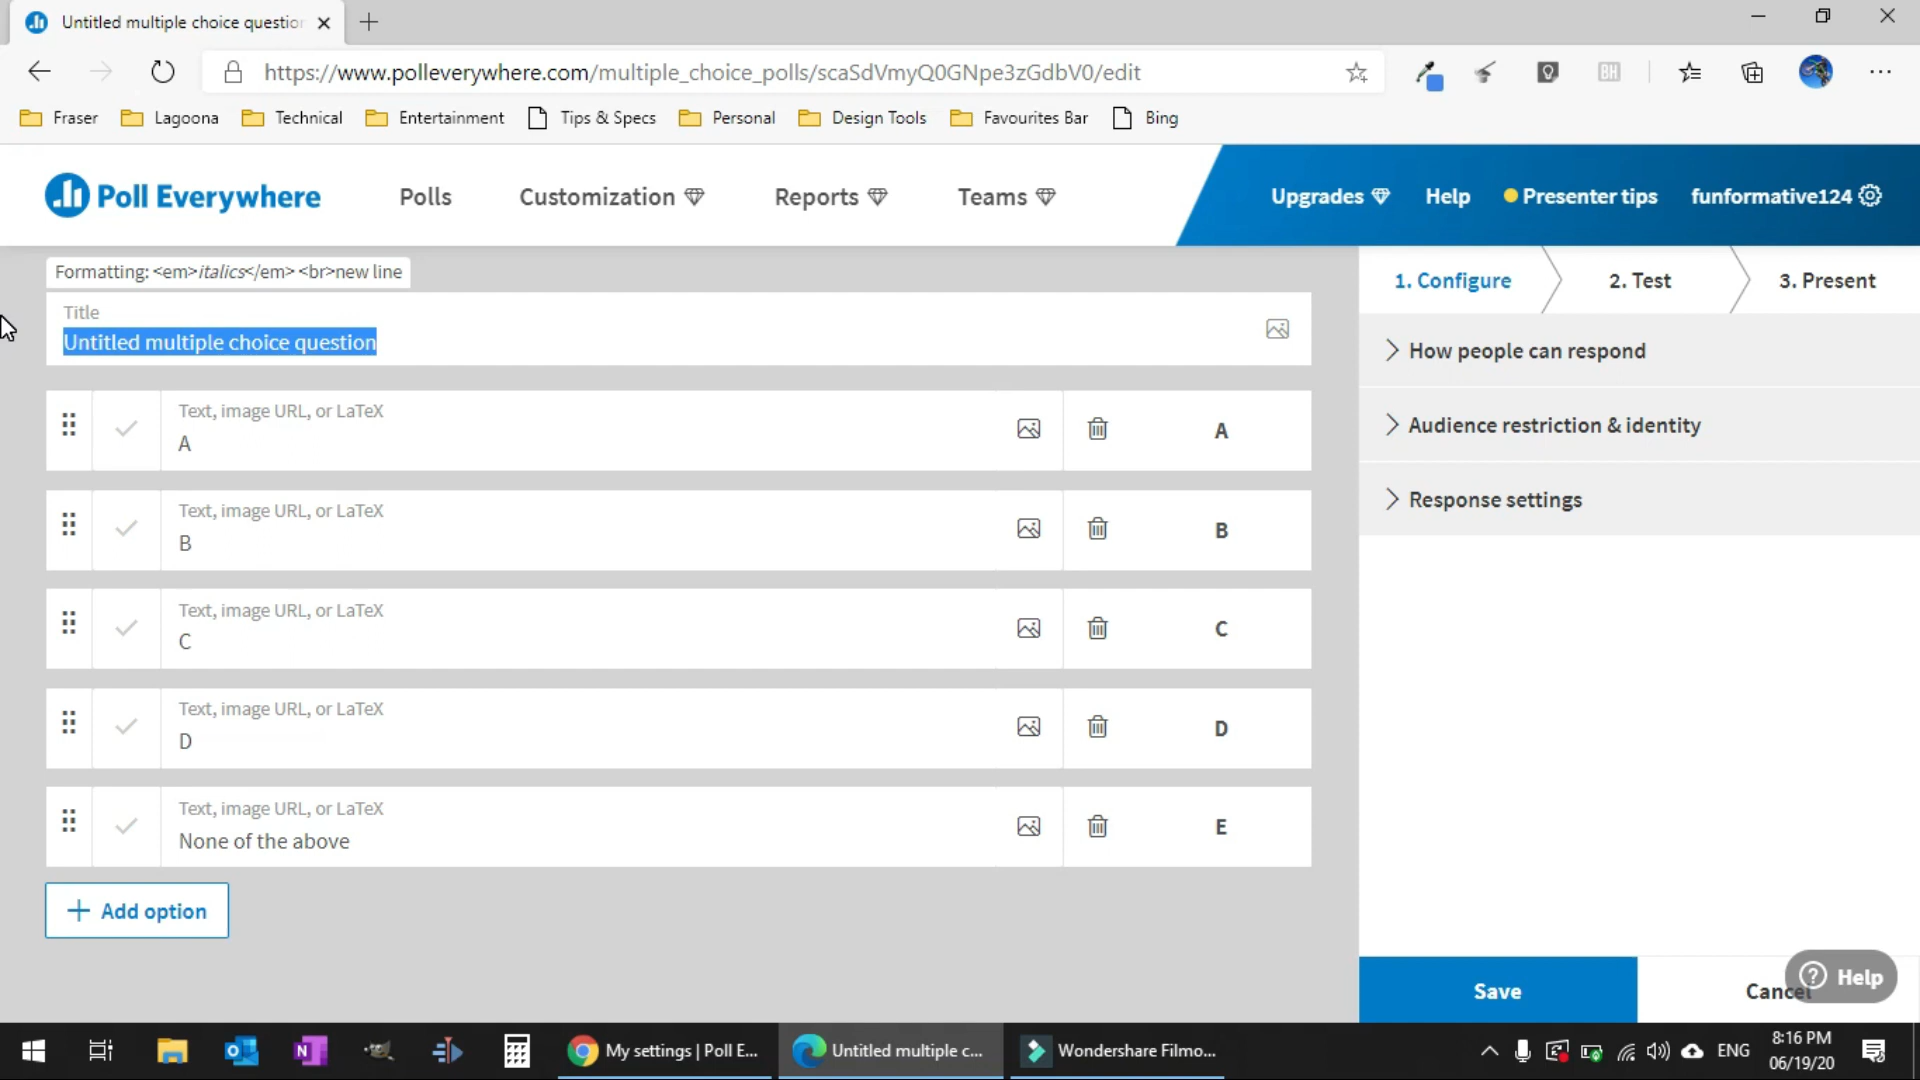 Untitled multiple choice question
https://www.polleverywhere.com/multiple_choice_polls/scaSdVmyQ0GNpe3zGdbV0/edit
BH
Fraser Lagoona Technical Entertainment Tips & Specs Personal Design Tools Favourites Bar Bing
Poll Everywhere Polls Customization Reports Teams Upgrades Help Presenter tips funformative124
Formatting: <em>italics</em> <br>new line
Title
Untitled multiple choice question
1. Configure 2. Test 3. Present
How people can respond
Audience restriction & identity
Response settings
Text, image URL, or LaTeX
A A
Text, image URL, or LaTeX
B B
Text, image URL, or LaTeX
C C
Text, image URL, or LaTeX
D D
Text, image URL, or LaTeX
None of the above E
+ Add option
Save Cancel
? Help
My settings | Poll E... Untitled multiple c... Wondershare Filmo... ENG 8:16 PM
06/19/20